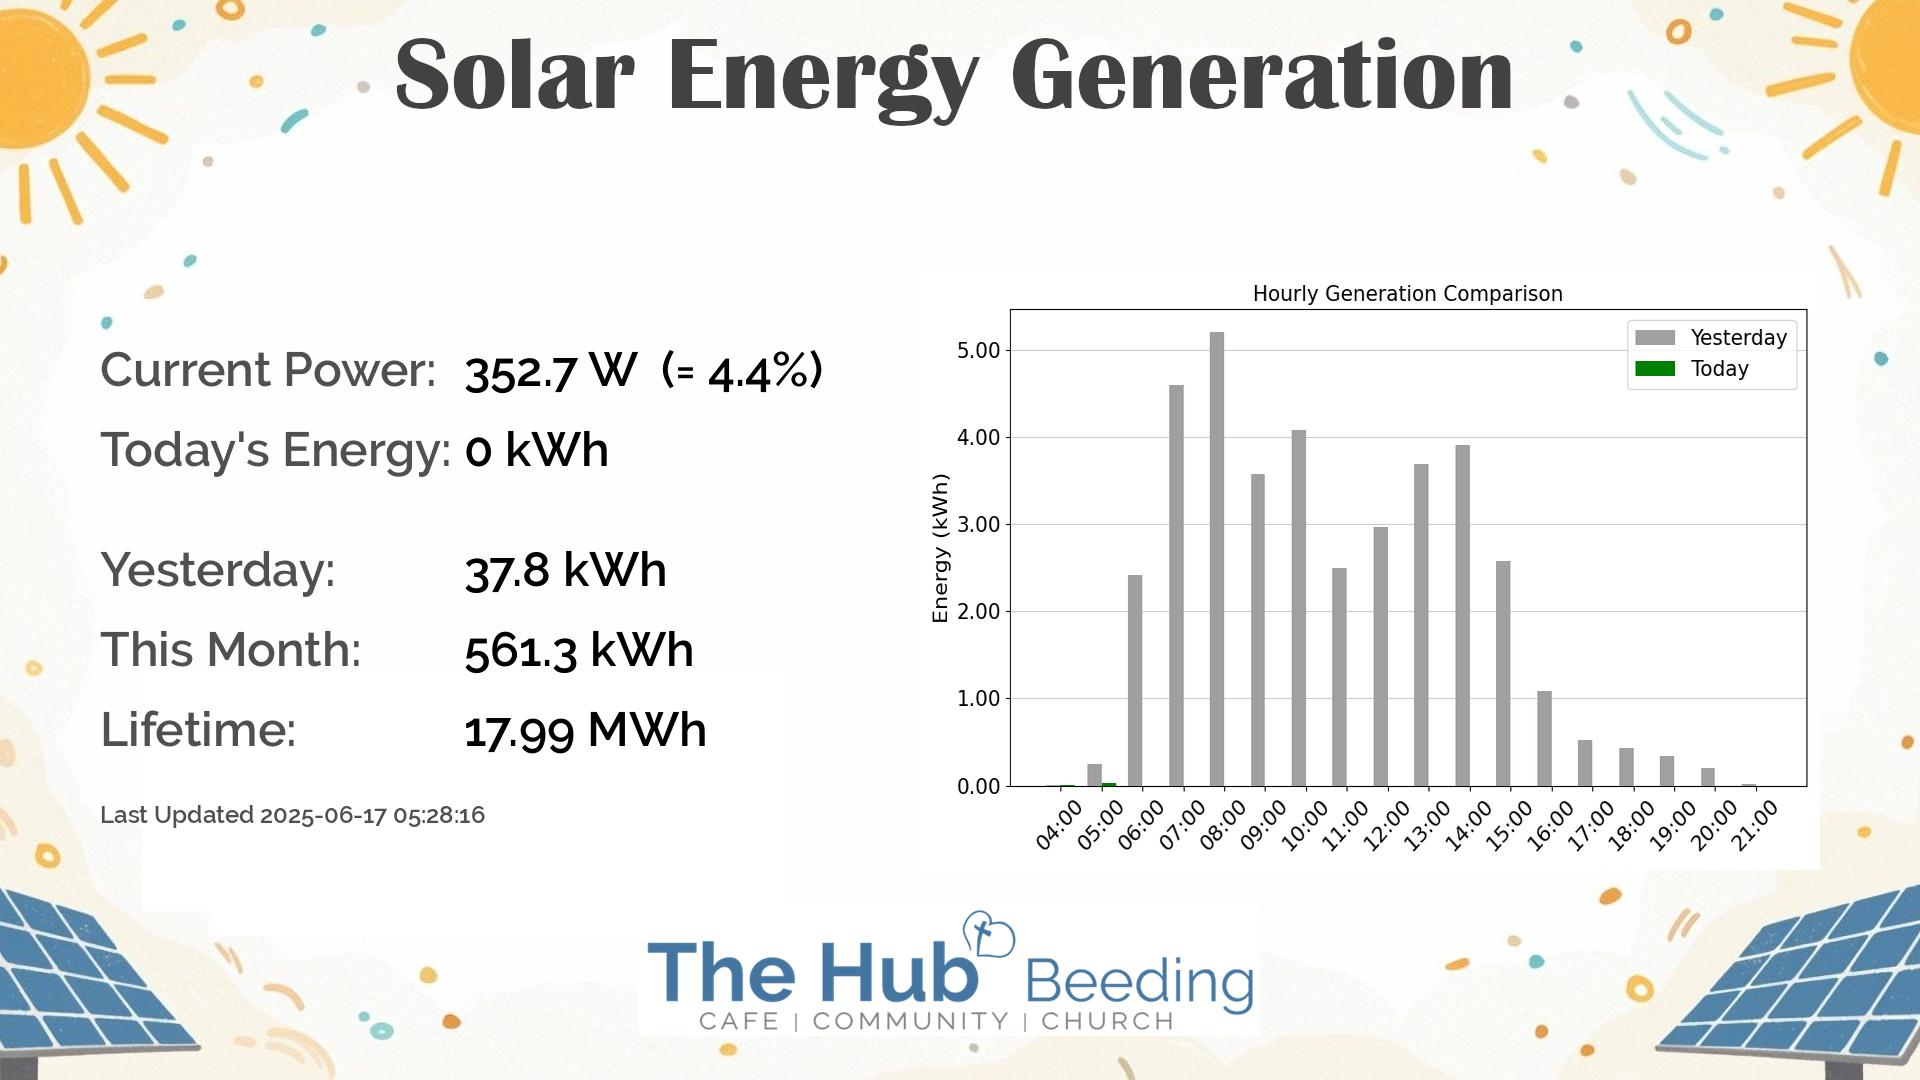 Solar Energy Generation
Current Power: 352.7 W (= 4.4%)
Today's Energy: 0 kWh
Yesterday: 37.8 kWh
This Month: 561.3 kWh
Lifetime: 17.99 MWh
Last Updated 2025-06-17 05:28:16
Hourly Generation Comparison
Yesterday
Today
Energy (kWh)
5.00
4.00
3.00
2.00
1.00
0.00
04:00 05:00 06:00 07:00 08:00 09:00 10:00 11:00 12:00 13:00 14:00 15:00 16:00 17:00 18:00 19:00 20:00 21:00
The Hub Beeding
CAFE | COMMUNITY | CHURCH